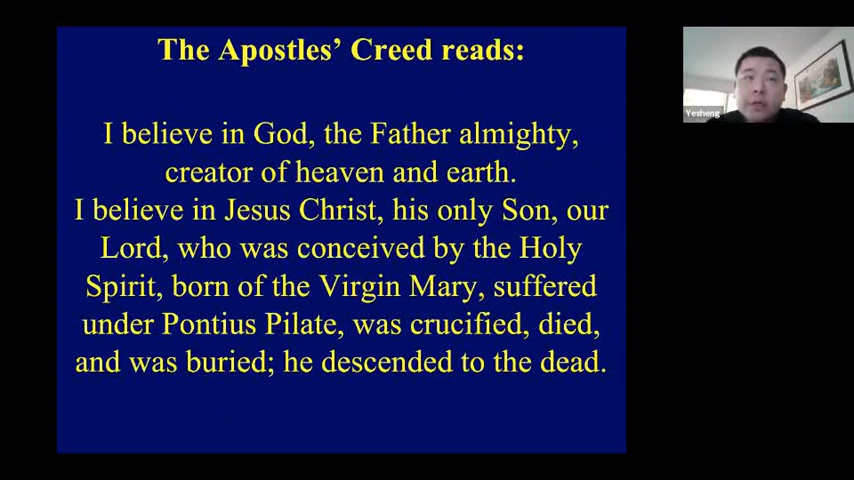 The Apostles’ Creed reads:
I believe in God, the Father almighty,
creator of heaven and earth.
I believe in Jesus Christ, his only Son, our
Lord, who was conceived by the Holy
Spirit, born of the Virgin Mary, suffered
under Pontius Pilate, was crucified, died,
and was buried; he descended to the dead.
Yesheng